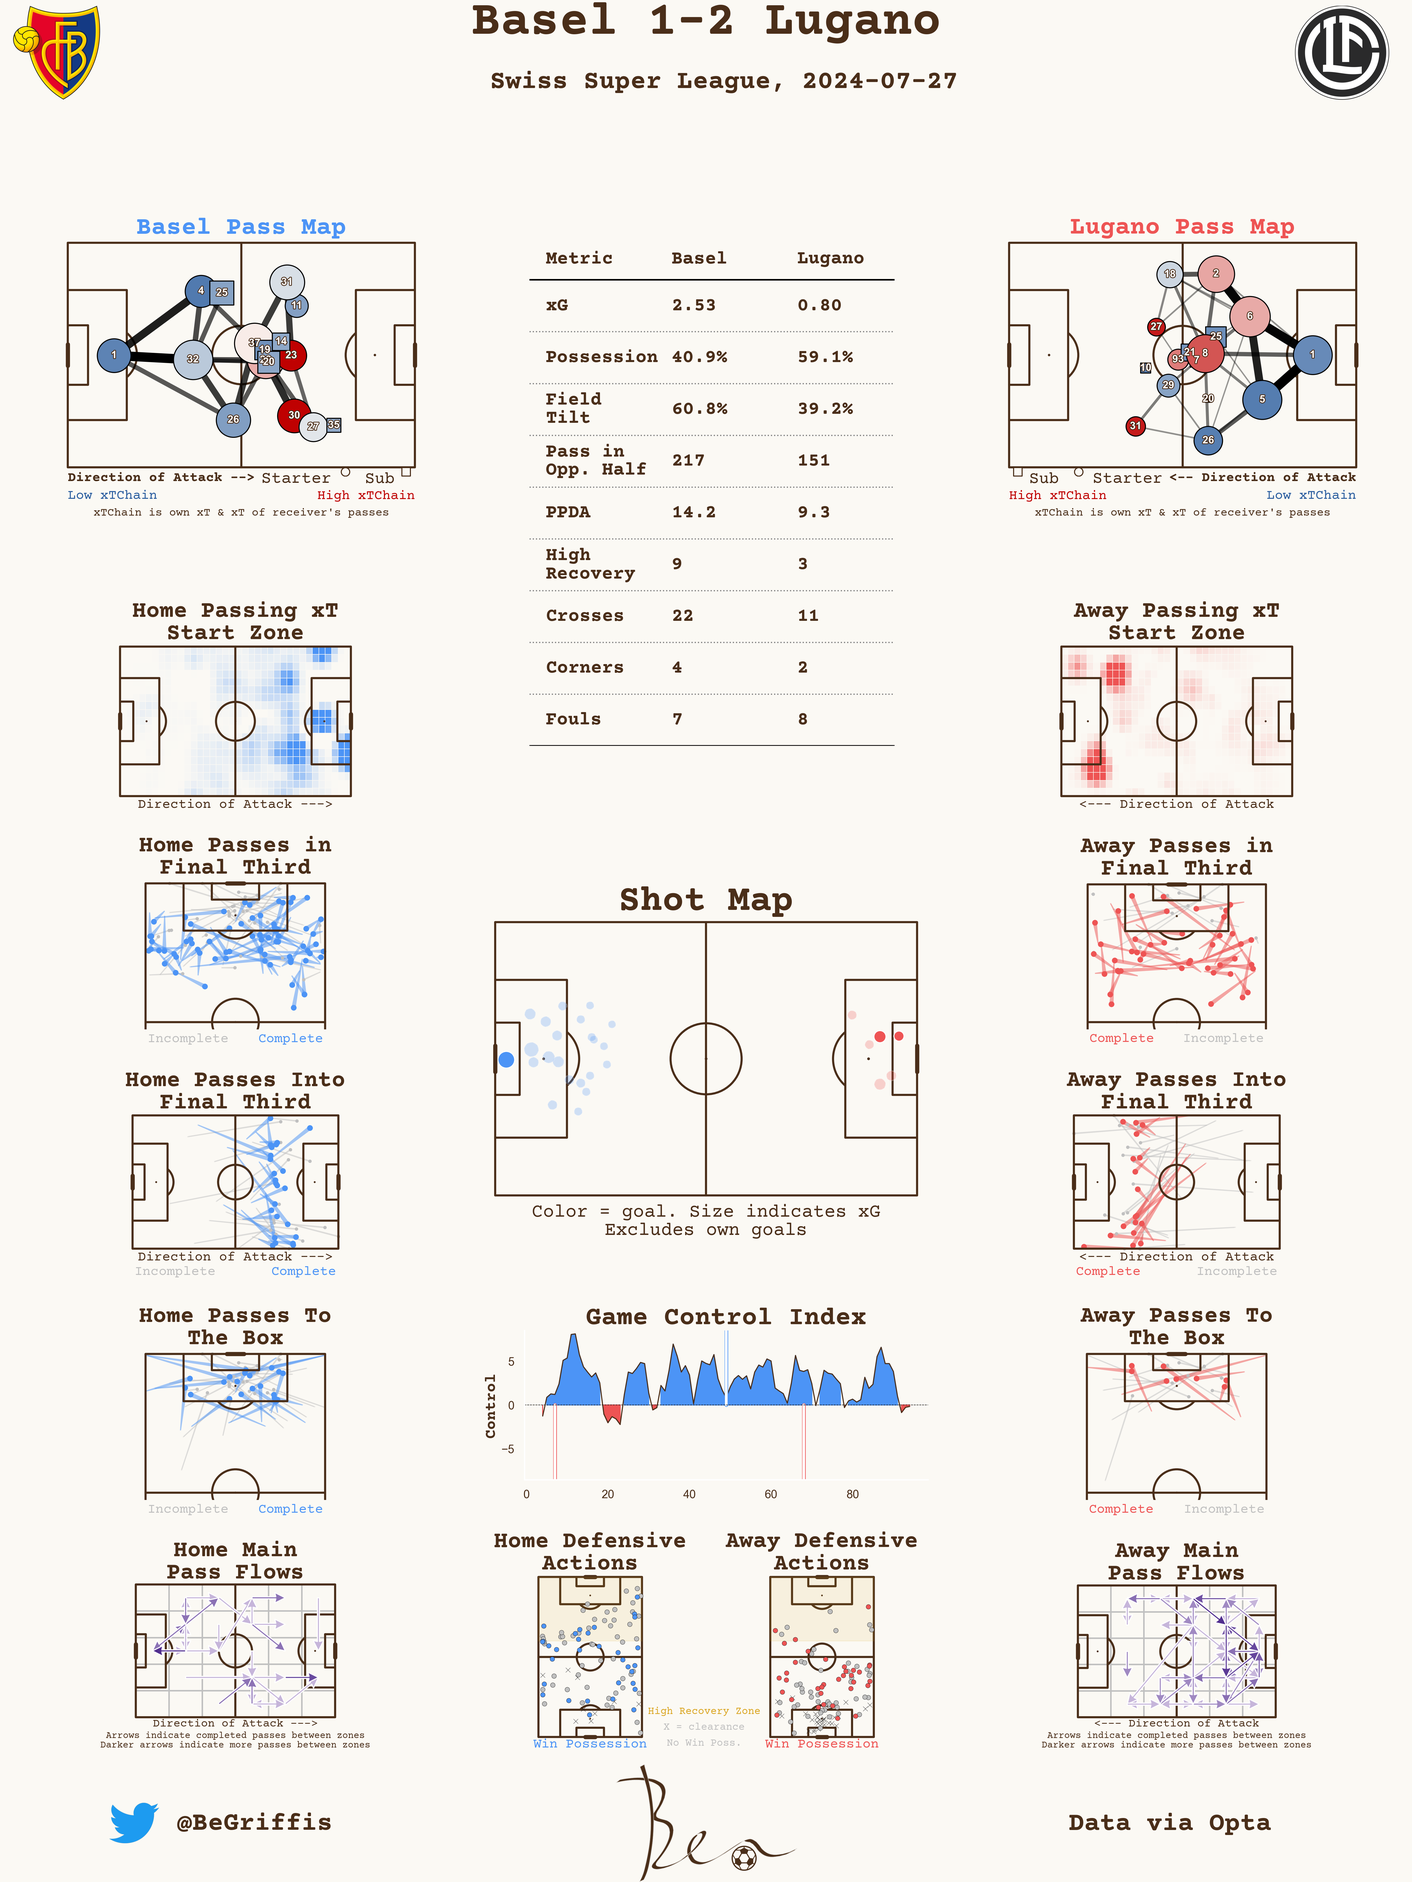 Basel 1-2 Lugano
Swiss Super League, 2024-07-27
FCB
Basel Pass Map
4
25
31
11
1
32
37
19
14
20
23
26
30
27
35
Direction of Attack --> Starter Sub
Low xTChain High xTChain
xTChain is own xT & xT of receiver's passes
Metric Basel Lugano
xG 2.53 0.80
Possession 40.9% 59.1%
Field
Tilt 60.8% 39.2%
Pass in
Opp. Half 217 151
PPDA 14.2 9.3
High
Recovery 9 3
Crosses 22 11
Corners 4 2
Fouls 7 8
Lugano Pass Map
18
2
27
6
25
93
21
7
8
1
10
29
20
5
31
26
Sub Starter <-- Direction of Attack
High xTChain Low xTChain
xTChain is own xT & xT of receiver's passes
Home Passing xT
Start Zone
Direction of Attack --->
Away Passing xT
Start Zone
<--- Direction of Attack
Home Passes in
Final Third
Incomplete Complete
Away Passes in
Final Third
Complete Incomplete
Shot Map
Color = goal. Size indicates xG
Excludes own goals
Home Passes Into
Final Third
Direction of Attack --->
Incomplete Complete
Away Passes Into
Final Third
<--- Direction of Attack
Complete Incomplete
Home Passes To
The Box
Incomplete Complete
Game Control Index
Control
5
0
−5
0 20 40 60 80
Away Passes To
The Box
Complete Incomplete
Home Main
Pass Flows
Direction of Attack --->
Arrows indicate completed passes between zones
Darker arrows indicate more passes between zones
Home Defensive
Actions
Win Possession
High Recovery Zone
X = clearance
No Win Poss.
Away Defensive
Actions
Win Possession
Away Main
Pass Flows
<--- Direction of Attack
Arrows indicate completed passes between zones
Darker arrows indicate more passes between zones
@BeGriffis
Ben
Data via Opta